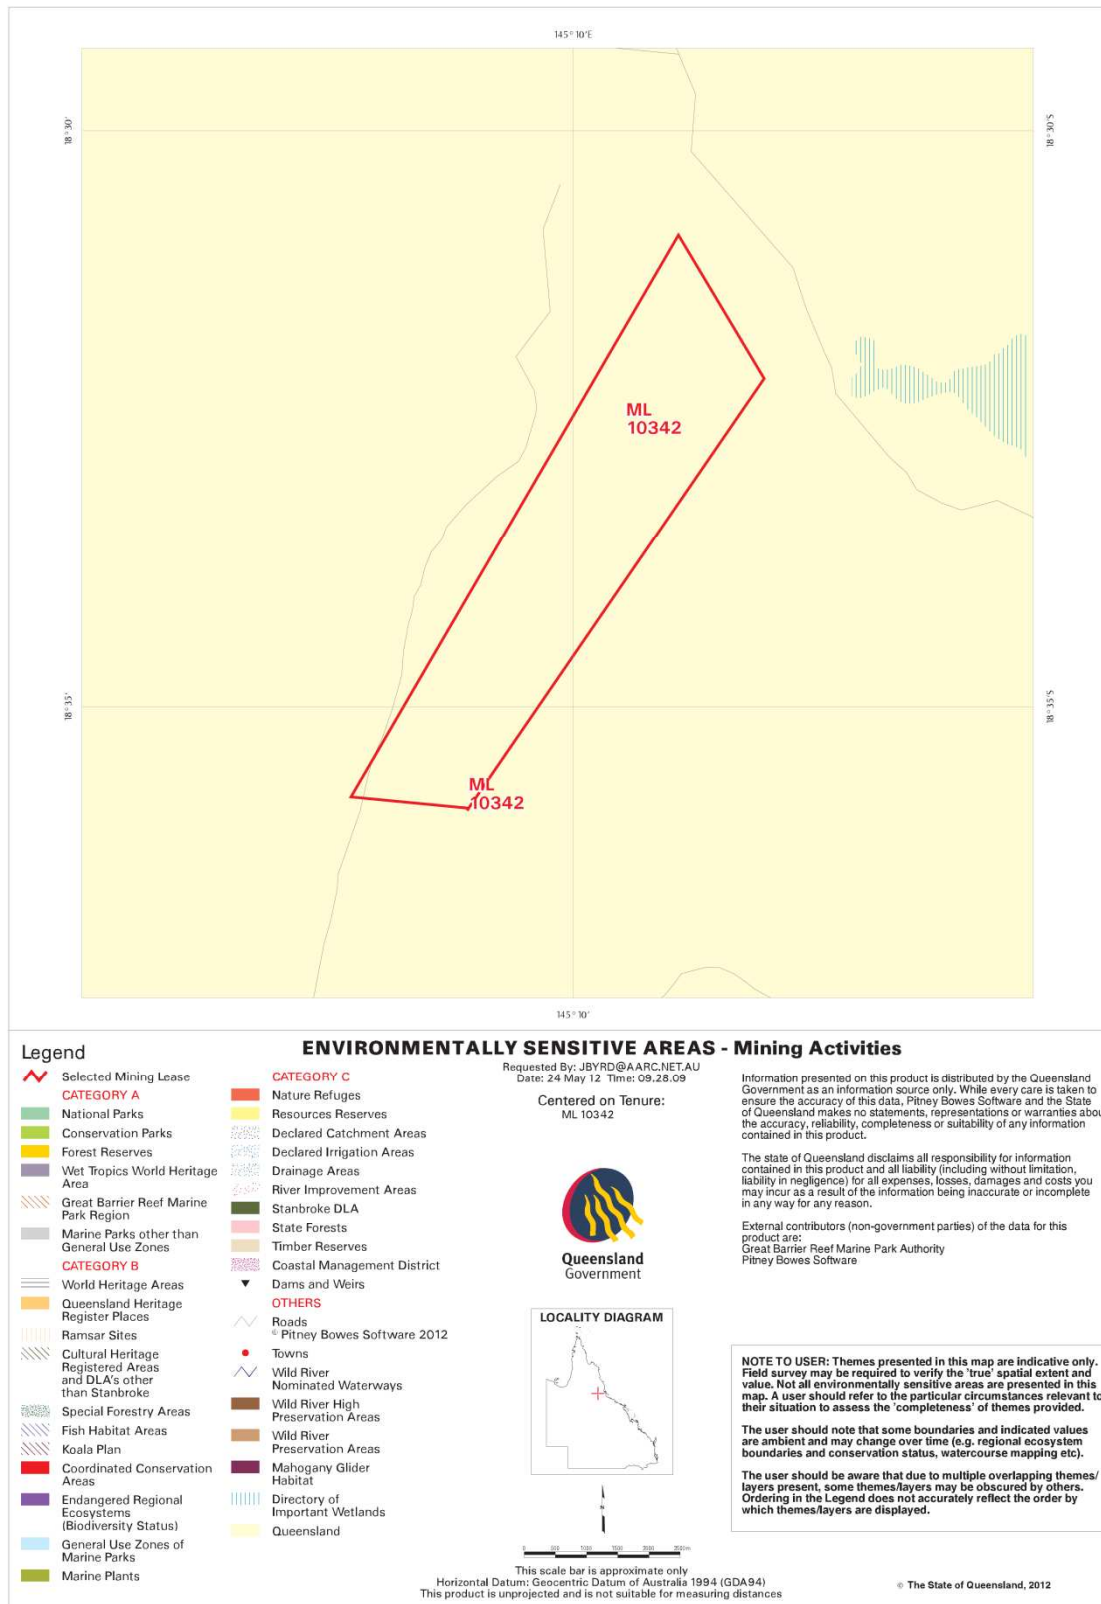 145°10'E
18°30'
18°30'S
ML
10342
18°35'
18°35'S
ML
10342
145°10'
Legend
Selected Mining Lease
CATEGORY A
National Parks
Conservation Parks
Forest Reserves
Wet Tropics World Heritage
Area
Great Barrier Reef Marine
Park Region
Marine Parks other than
General Use Zones
CATEGORY B
World Heritage Areas
Queensland Heritage
Register Places
Ramsar Sites
Cultural Heritage
Registered Areas
and DLA's other
than Stanbroke
Special Forestry Areas
Fish Habitat Areas
Koala Plan
Coordinated Conservation
Areas
Endangered Regional
Ecosystems
(Biodiversity Status)
General Use Zones of
Marine Parks
Marine Plants
CATEGORY C
Nature Refuges
Resources Reserves
Declared Catchment Areas
Declared Irrigation Areas
Drainage Areas
River Improvement Areas
Stanbroke DLA
State Forests
Timber Reserves
Coastal Management District
Dams and Weirs
OTHERS
Roads
© Pitney Bowes Software 2012
Towns
Wild River
Nominated Waterways
Wild River High
Preservation Areas
Wild River
Preservation Areas
Mahogany Glider
Habitat
Directory of
Important Wetlands
Queensland
ENVIRONMENTALLY SENSITIVE AREAS - Mining Activities
Requested By: JBYRD@AARC.NET.AU
Date: 24 May 12 Time: 09.28.09
Centered on Tenure:
ML 10342
Queensland
Government
LOCALITY DIAGRAM
N
0 500 1000 1500 2000 2500m
This scale bar is approximate only
Horizontal Datum: Geocentric Datum of Australia 1994 (GDA94)
This product is unprojected and is not suitable for measuring distances
Information presented on this product is distributed by the Queensland
Government as an information source only. While every care is taken to
ensure the accuracy of this data, Pitney Bowes Software and the State
of Queensland makes no statements, representations or warranties abou
the accuracy, reliability, completeness or suitability of any information
contained in this product.
The state of Queensland disclaims all responsibility for information
contained in this product and all liability (including without limitation,
liability in negligence) for all expenses, losses, damages and costs you
may incur as a result of the information being inaccurate or incomplete
in any way for any reason.
External contributors (non-government parties) of the data for this
product are:
Great Barrier Reef Marine Park Authority
Pitney Bowes Software
NOTE TO USER: Themes presented in this map are indicative only.
Field survey may be required to verify the 'true' spatial extent and
value. Not all environmentally sensitive areas are presented in this
map. A user should refer to the particular circumstances relevant to
their situation to assess the 'completeness' of themes provided.
The user should note that some boundaries and indicated values
are ambient and may change over time (e.g. regional ecosystem
boundaries and conservation status, watercourse mapping etc).
The user should be aware that due to multiple overlapping themes/
layers present, some themes/layers may be obscured by others.
Ordering in the Legend does not accurately reflect the order by
which themes/layers are displayed.
© The State of Queensland, 2012